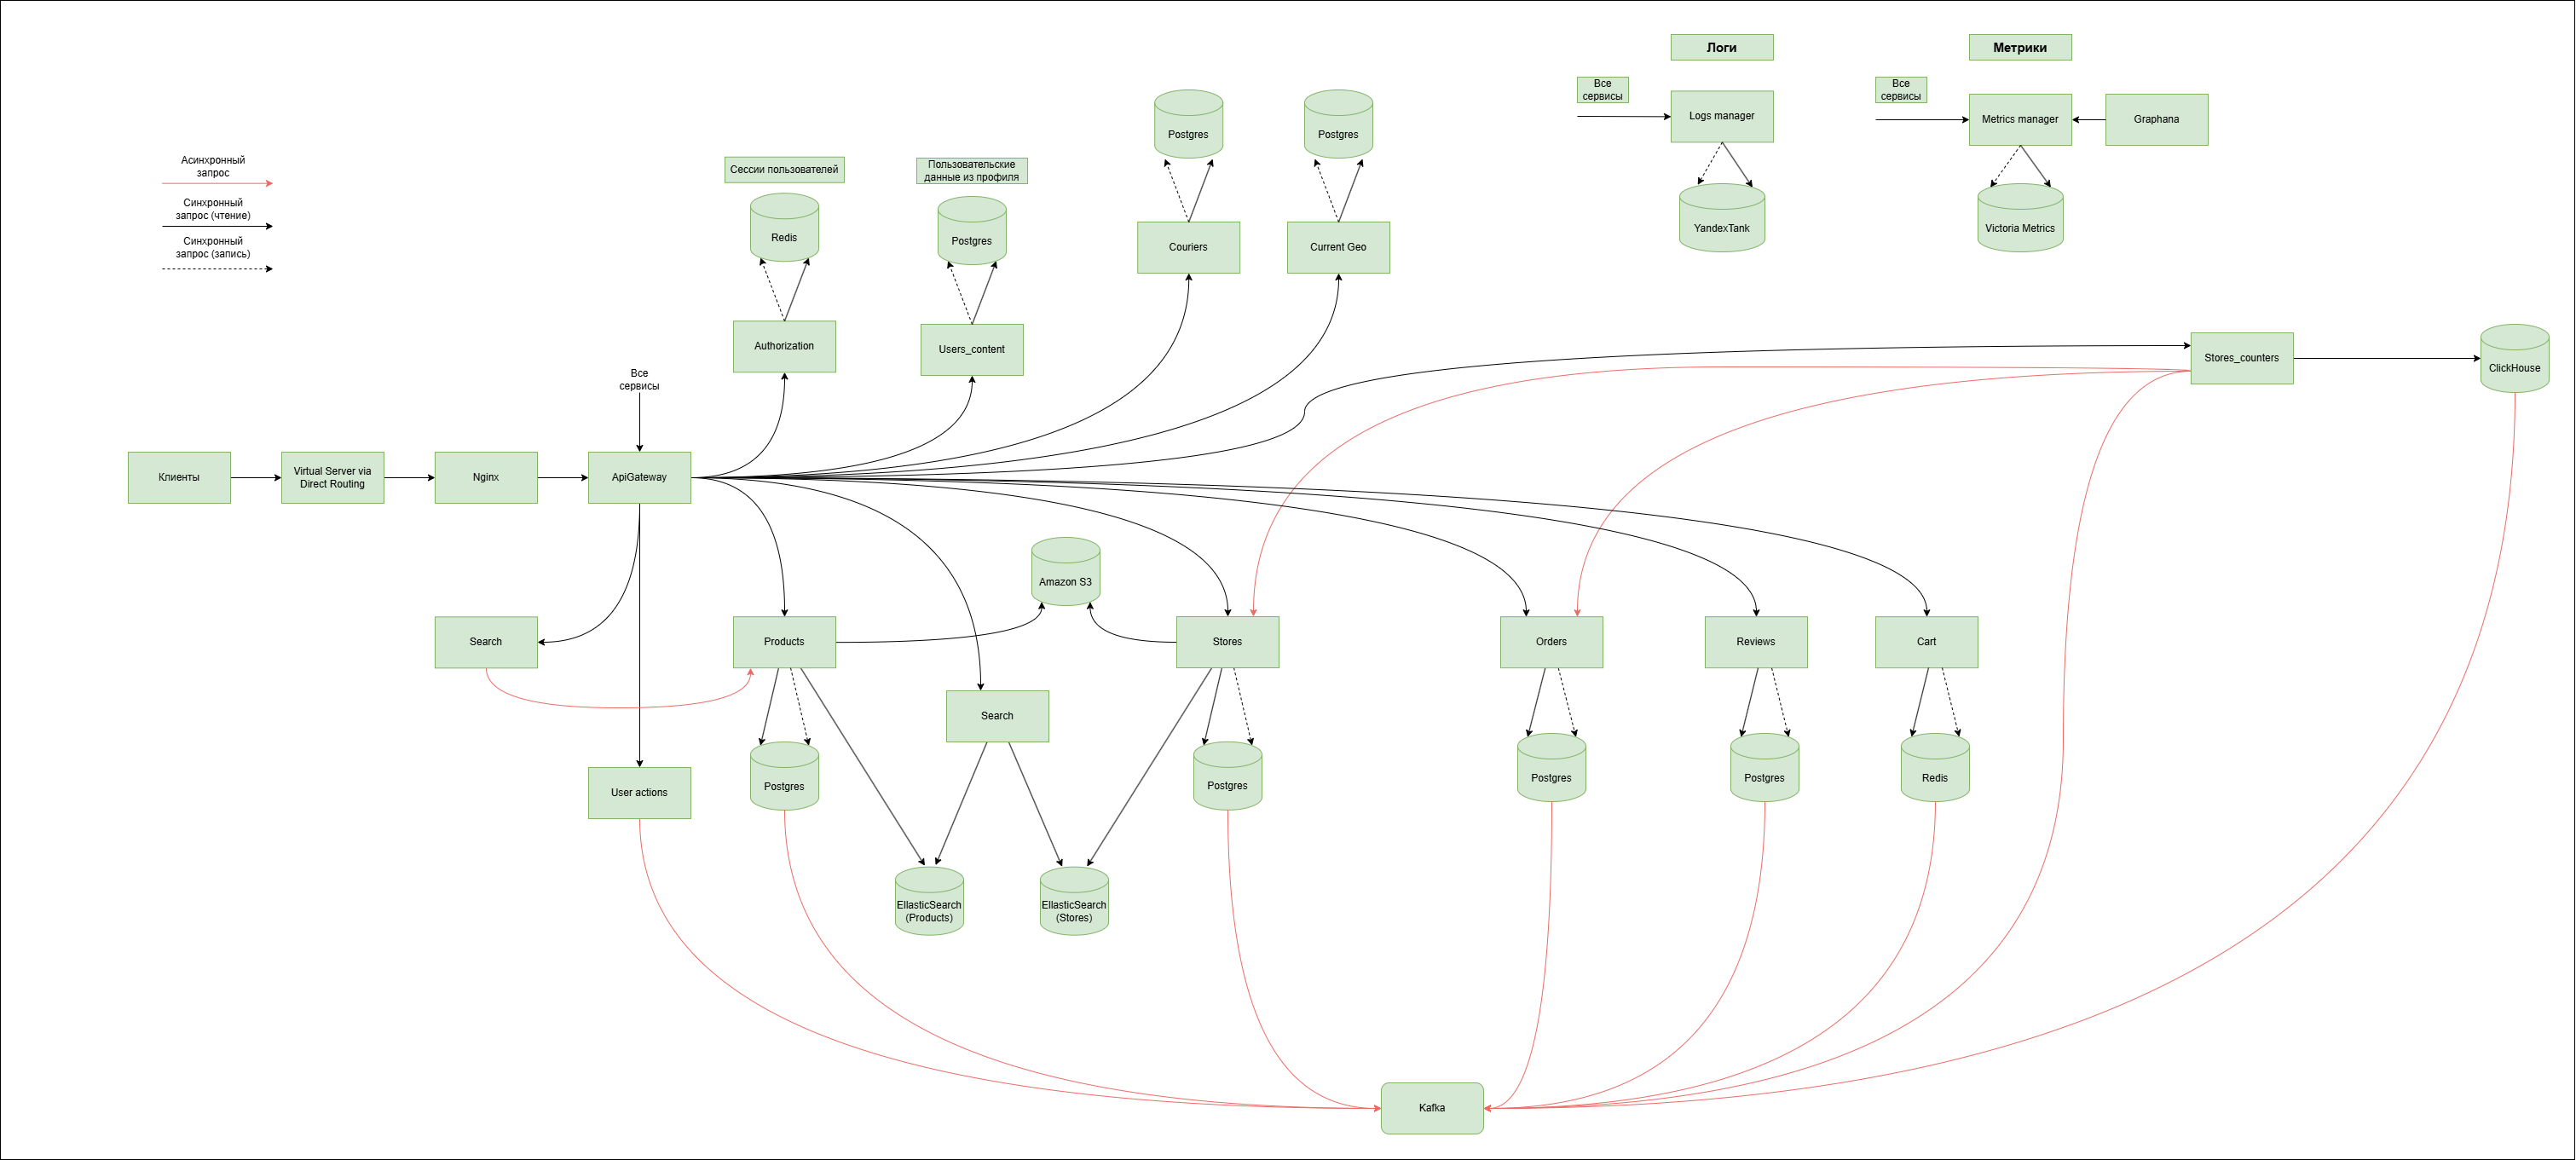 Логи
Метрики
Все
сервисы
Logs manager
Все
сервисы
Metrics manager
Graphana
YandexTank
Victoria Metrics
Асинхронный
запрос
Синхронный
запрос (чтение)
Синхронный
запрос (запись)
Сессии пользователей
Redis
Authorization
Пользовательские
данные из профиля
Postgres
Users_content
Postgres
Couriers
Postgres
Current Geo
Stores_counters
ClickHouse
Все
сервисы
Клиенты
Virtual Server via
Direct Routing
Nginx
ApiGateway
Amazon S3
Search
Products
Stores
Orders
Reviews
Cart
Search
User actions
Postgres
Postgres
Postgres
Postgres
Redis
EllasticSearch
(Products)
EllasticSearch
(Stores)
Kafka